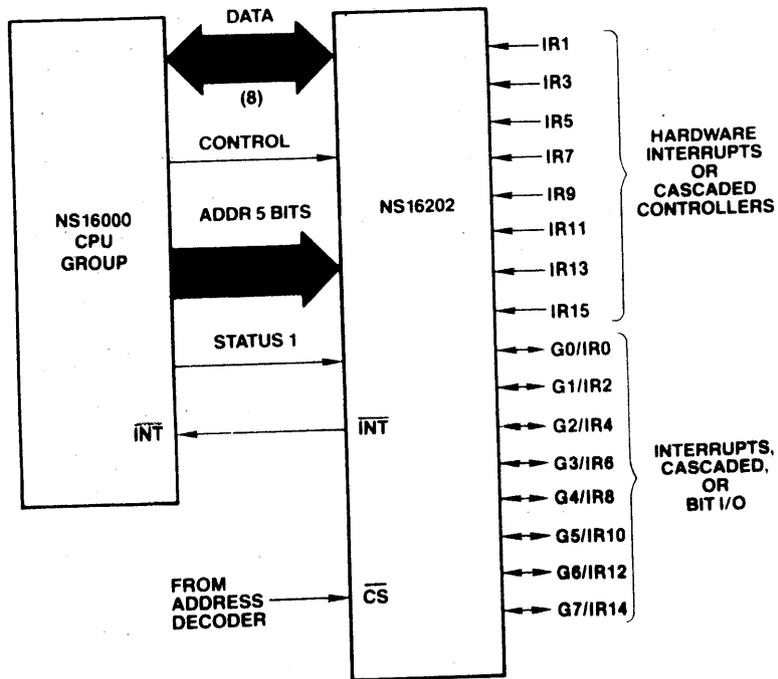 DATA
(8)
CONTROL
ADDR 5 BITS
STATUS 1
NS16000
CPU
GROUP
INT
NS16202
INT
FROM
ADDRESS
DECODER
CS
IR1
IR3
IR5
IR7
IR9
IR11
IR13
IR15
HARDWARE
INTERRUPTS
OR
CASCADED
CONTROLLERS
G0/IR0
G1/IR2
G2/IR4
G3/IR6
G4/IR8
G5/IR10
G6/IR12
G7/IR14
INTERRUPTS,
CASCADED,
OR
BIT I/O